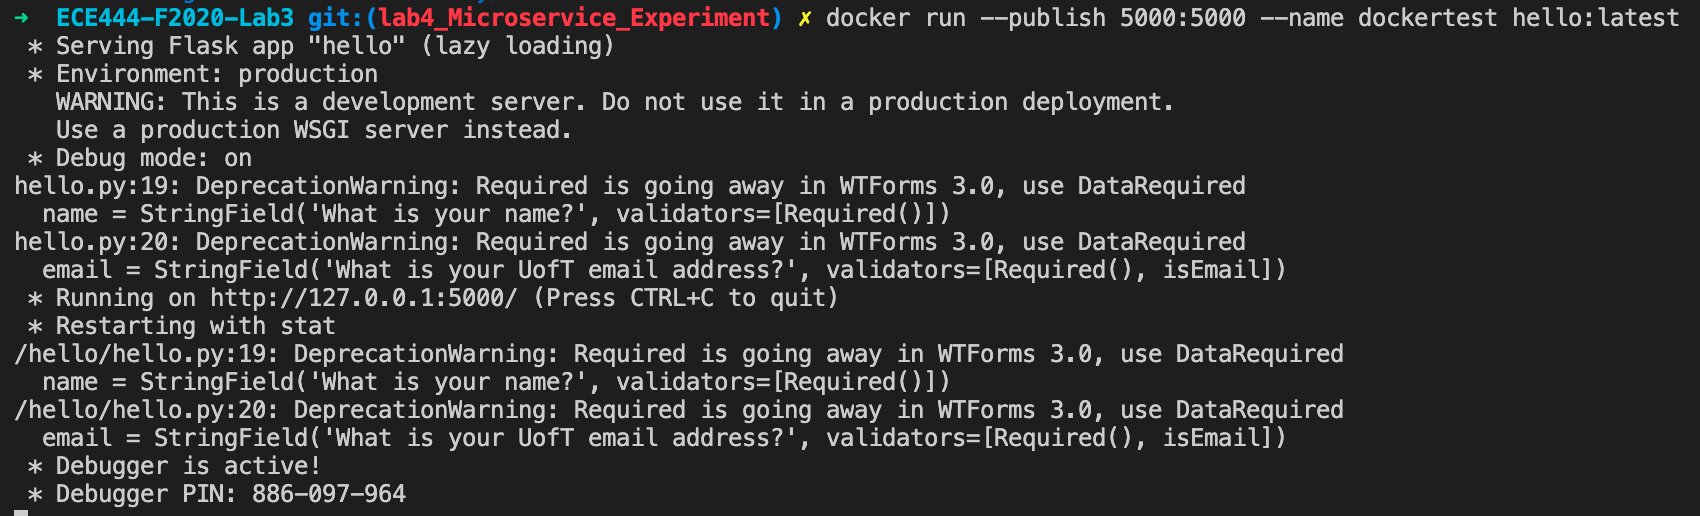 ➜  ECE444-F2020-Lab3 git:(lab4_Microservice_Experiment) ✗ docker run --publish 5000:5000 --name dockertest hello:latest
 * Serving Flask app "hello" (lazy loading)
 * Environment: production
   WARNING: This is a development server. Do not use it in a production deployment.
   Use a production WSGI server instead.
 * Debug mode: on
hello.py:19: DeprecationWarning: Required is going away in WTForms 3.0, use DataRequired
  name = StringField('What is your name?', validators=[Required()])
hello.py:20: DeprecationWarning: Required is going away in WTForms 3.0, use DataRequired
  email = StringField('What is your UofT email address?', validators=[Required(), isEmail])
 * Running on http://127.0.0.1:5000/ (Press CTRL+C to quit)
 * Restarting with stat
/hello/hello.py:19: DeprecationWarning: Required is going away in WTForms 3.0, use DataRequired
  name = StringField('What is your name?', validators=[Required()])
/hello/hello.py:20: DeprecationWarning: Required is going away in WTForms 3.0, use DataRequired
  email = StringField('What is your UofT email address?', validators=[Required(), isEmail])
 * Debugger is active!
 * Debugger PIN: 886-097-964